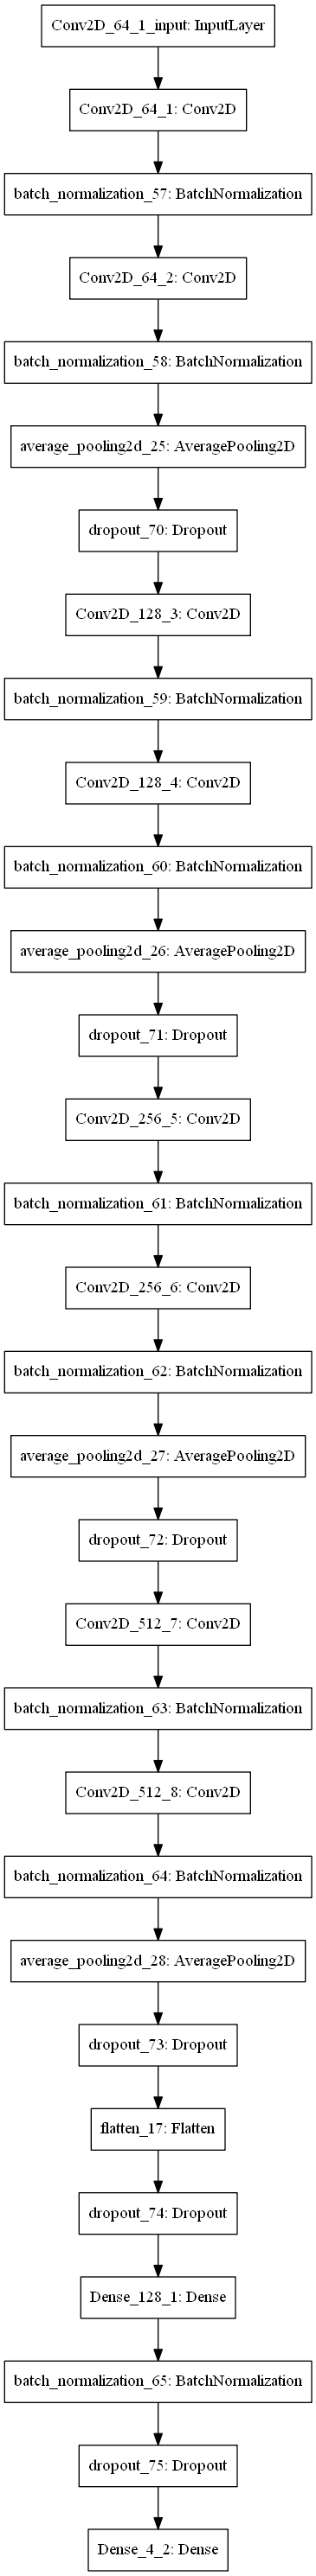 Conv2D_64_1_input: InputLayer
Conv2D_64_1: Conv2D
batch_normalization_57: BatchNormalization
Conv2D_64_2: Conv2D
batch_normalization_58: BatchNormalization
average_pooling2d_25: AveragePooling2D
dropout_70: Dropout
Conv2D_128_3: Conv2D
batch_normalization_59: BatchNormalization
Conv2D_128_4: Conv2D
batch_normalization_60: BatchNormalization
average_pooling2d_26: AveragePooling2D
dropout_71: Dropout
Conv2D_256_5: Conv2D
batch_normalization_61: BatchNormalization
Conv2D_256_6: Conv2D
batch_normalization_62: BatchNormalization
average_pooling2d_27: AveragePooling2D
dropout_72: Dropout
Conv2D_512_7: Conv2D
batch_normalization_63: BatchNormalization
Conv2D_512_8: Conv2D
batch_normalization_64: BatchNormalization
average_pooling2d_28: AveragePooling2D
dropout_73: Dropout
flatten_17: Flatten
dropout_74: Dropout
Dense_128_1: Dense
batch_normalization_65: BatchNormalization
dropout_75: Dropout
Dense_4_2: Dense